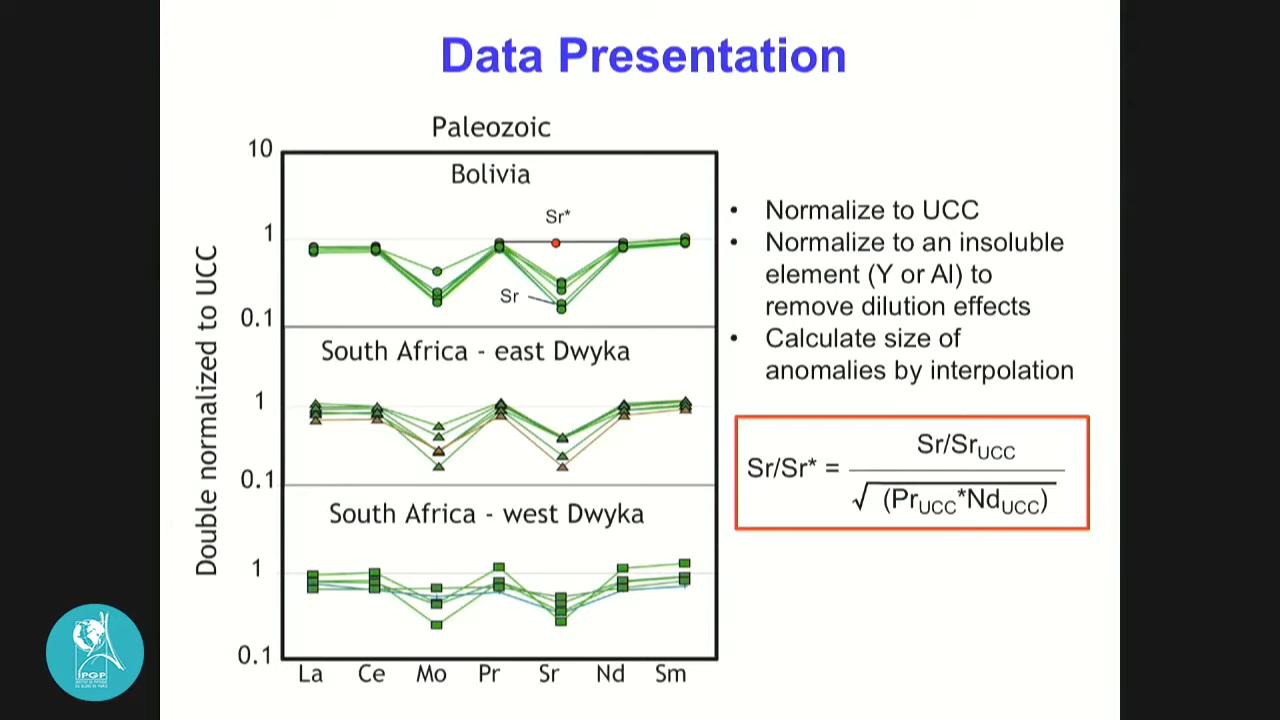 Data Presentation
Paleozoic
10
Bolivia
Sr*
1
Sr
0.1
South Africa - east Dwyka
1
0.1
South Africa - west Dwyka
1
0.1
Double normalized to UCC
La Ce Mo Pr Sr Nd Sm
• Normalize to UCC
• Normalize to an insoluble
element (Y or Al) to
remove dilution effects
• Calculate size of
anomalies by interpolation
Sr/Sr* = Sr/SrUCC
√ (PrUCC*NdUCC)
IPGP